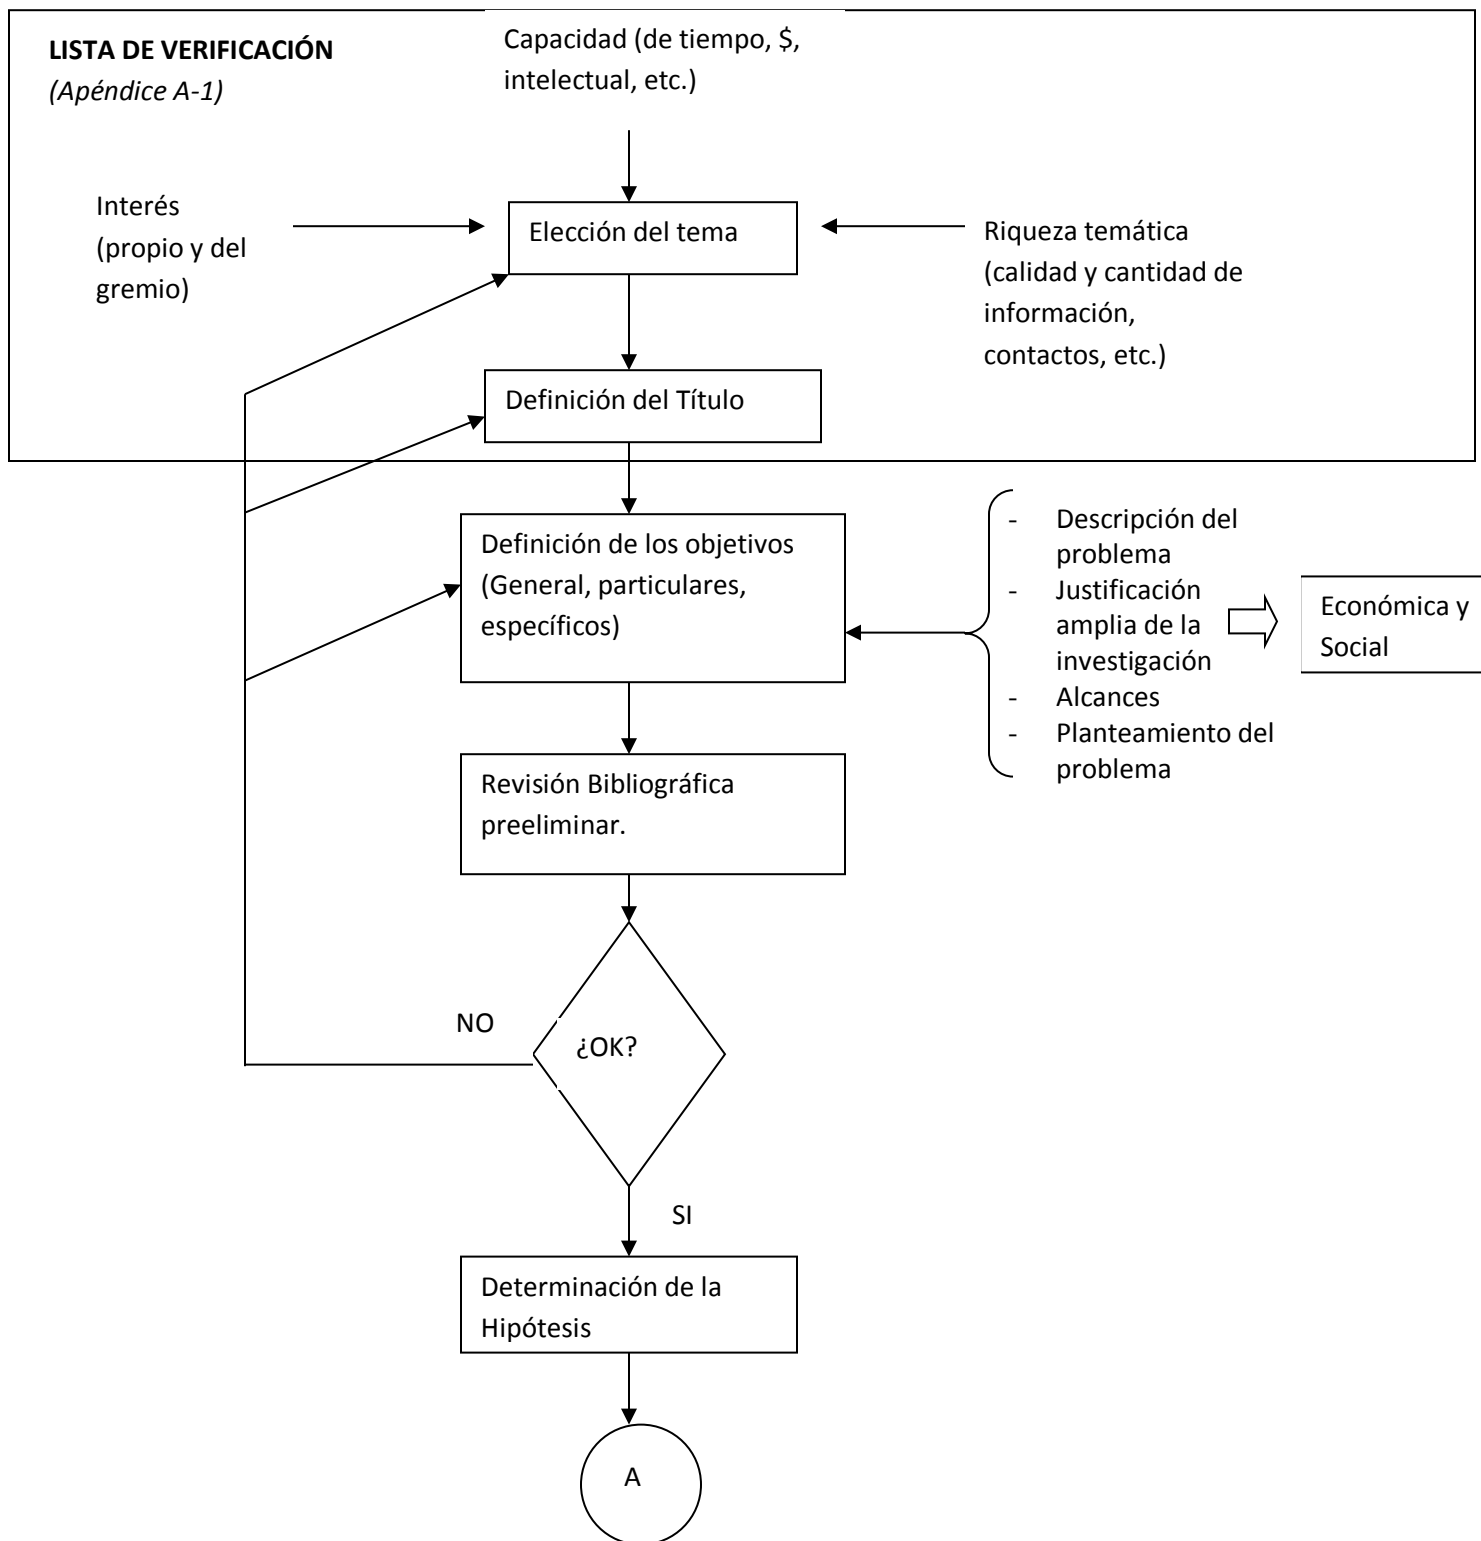 LISTA DE VERIFICACIÓN
(Apéndice A-1)
Capacidad (de tiempo, $,
intelectual, etc.)
Interés
(propio y del
gremio)
Elección del tema
Riqueza temática
(calidad y cantidad de
información,
contactos, etc.)
Definición del Título
Definición de los objetivos
(General, particulares,
específicos)
- Descripción del
problema
- Justificación
amplia de la
investigación
- Alcances
- Planteamiento del
problema
Económica y
Social
Revisión Bibliográfica
preeliminar.
NO
¿OK?
SI
Determinación de la
Hipótesis
A